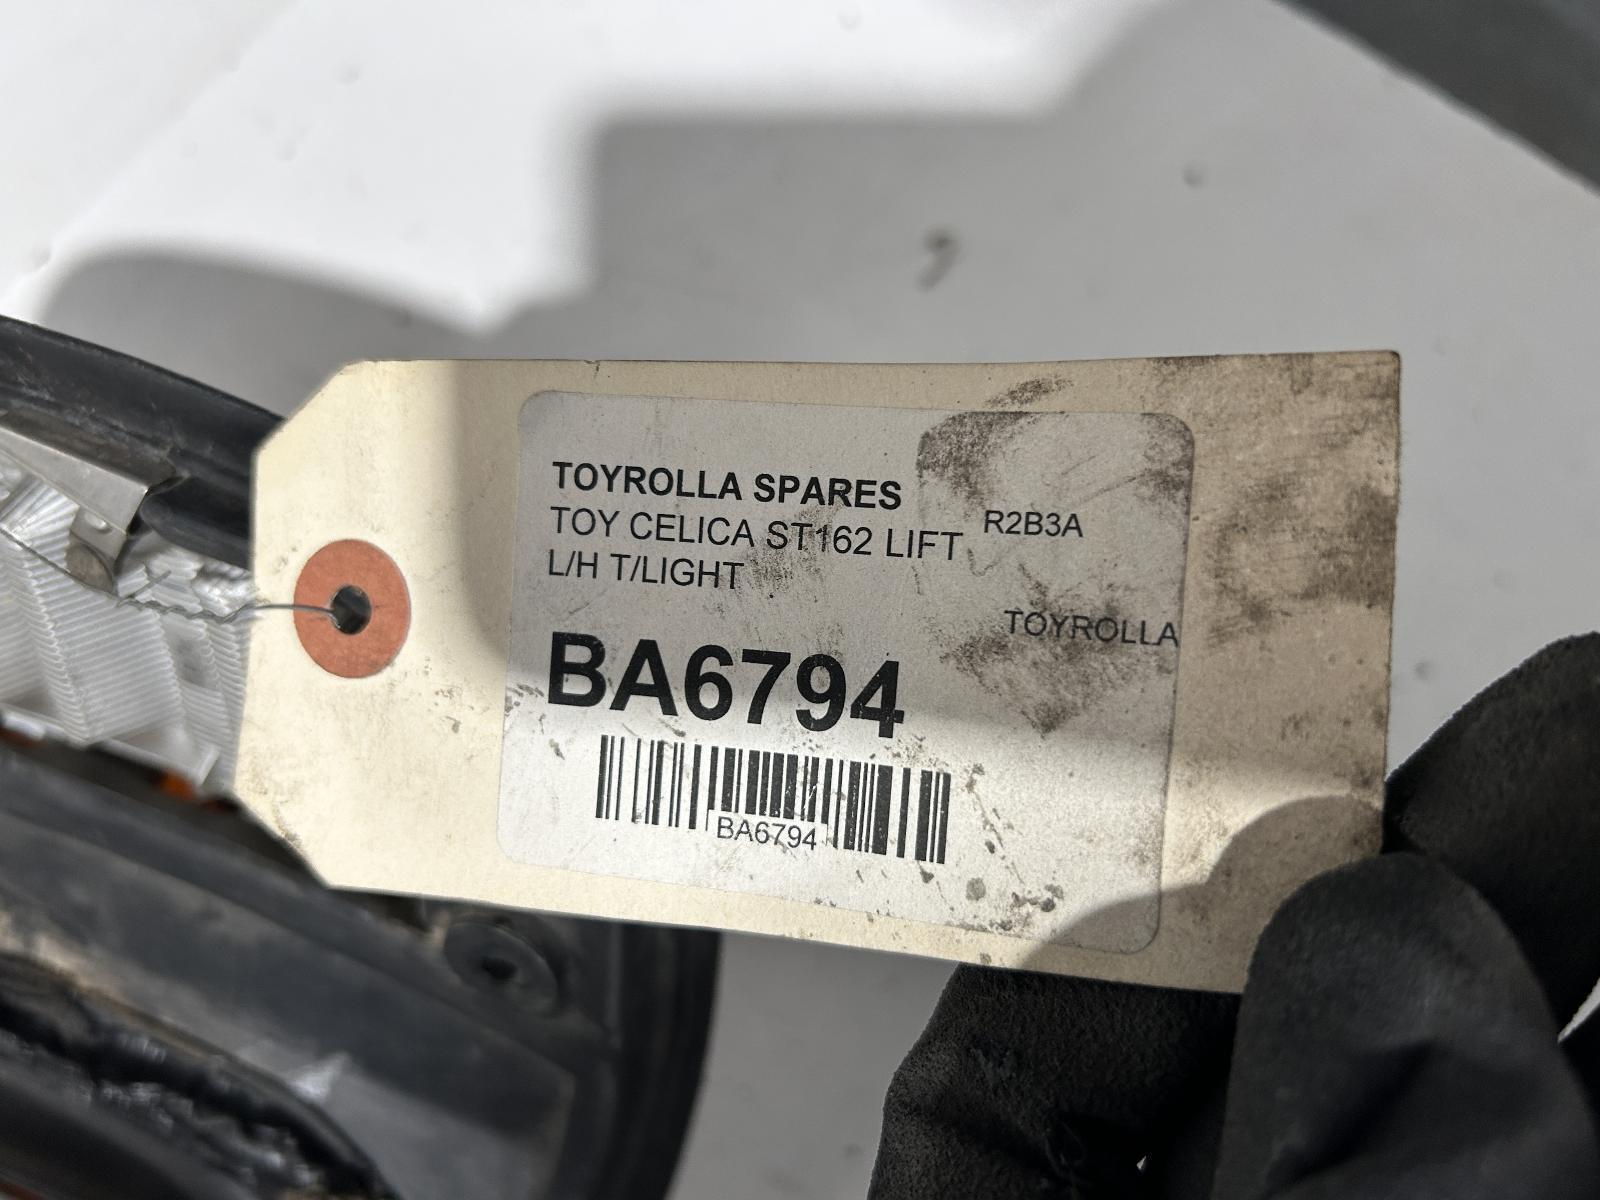 TOYROLLA SPARES
TOY CELICA ST162 LIFT
L/H T/LIGHT
R2B3A
TOYROLLA
BA6794
BA6794